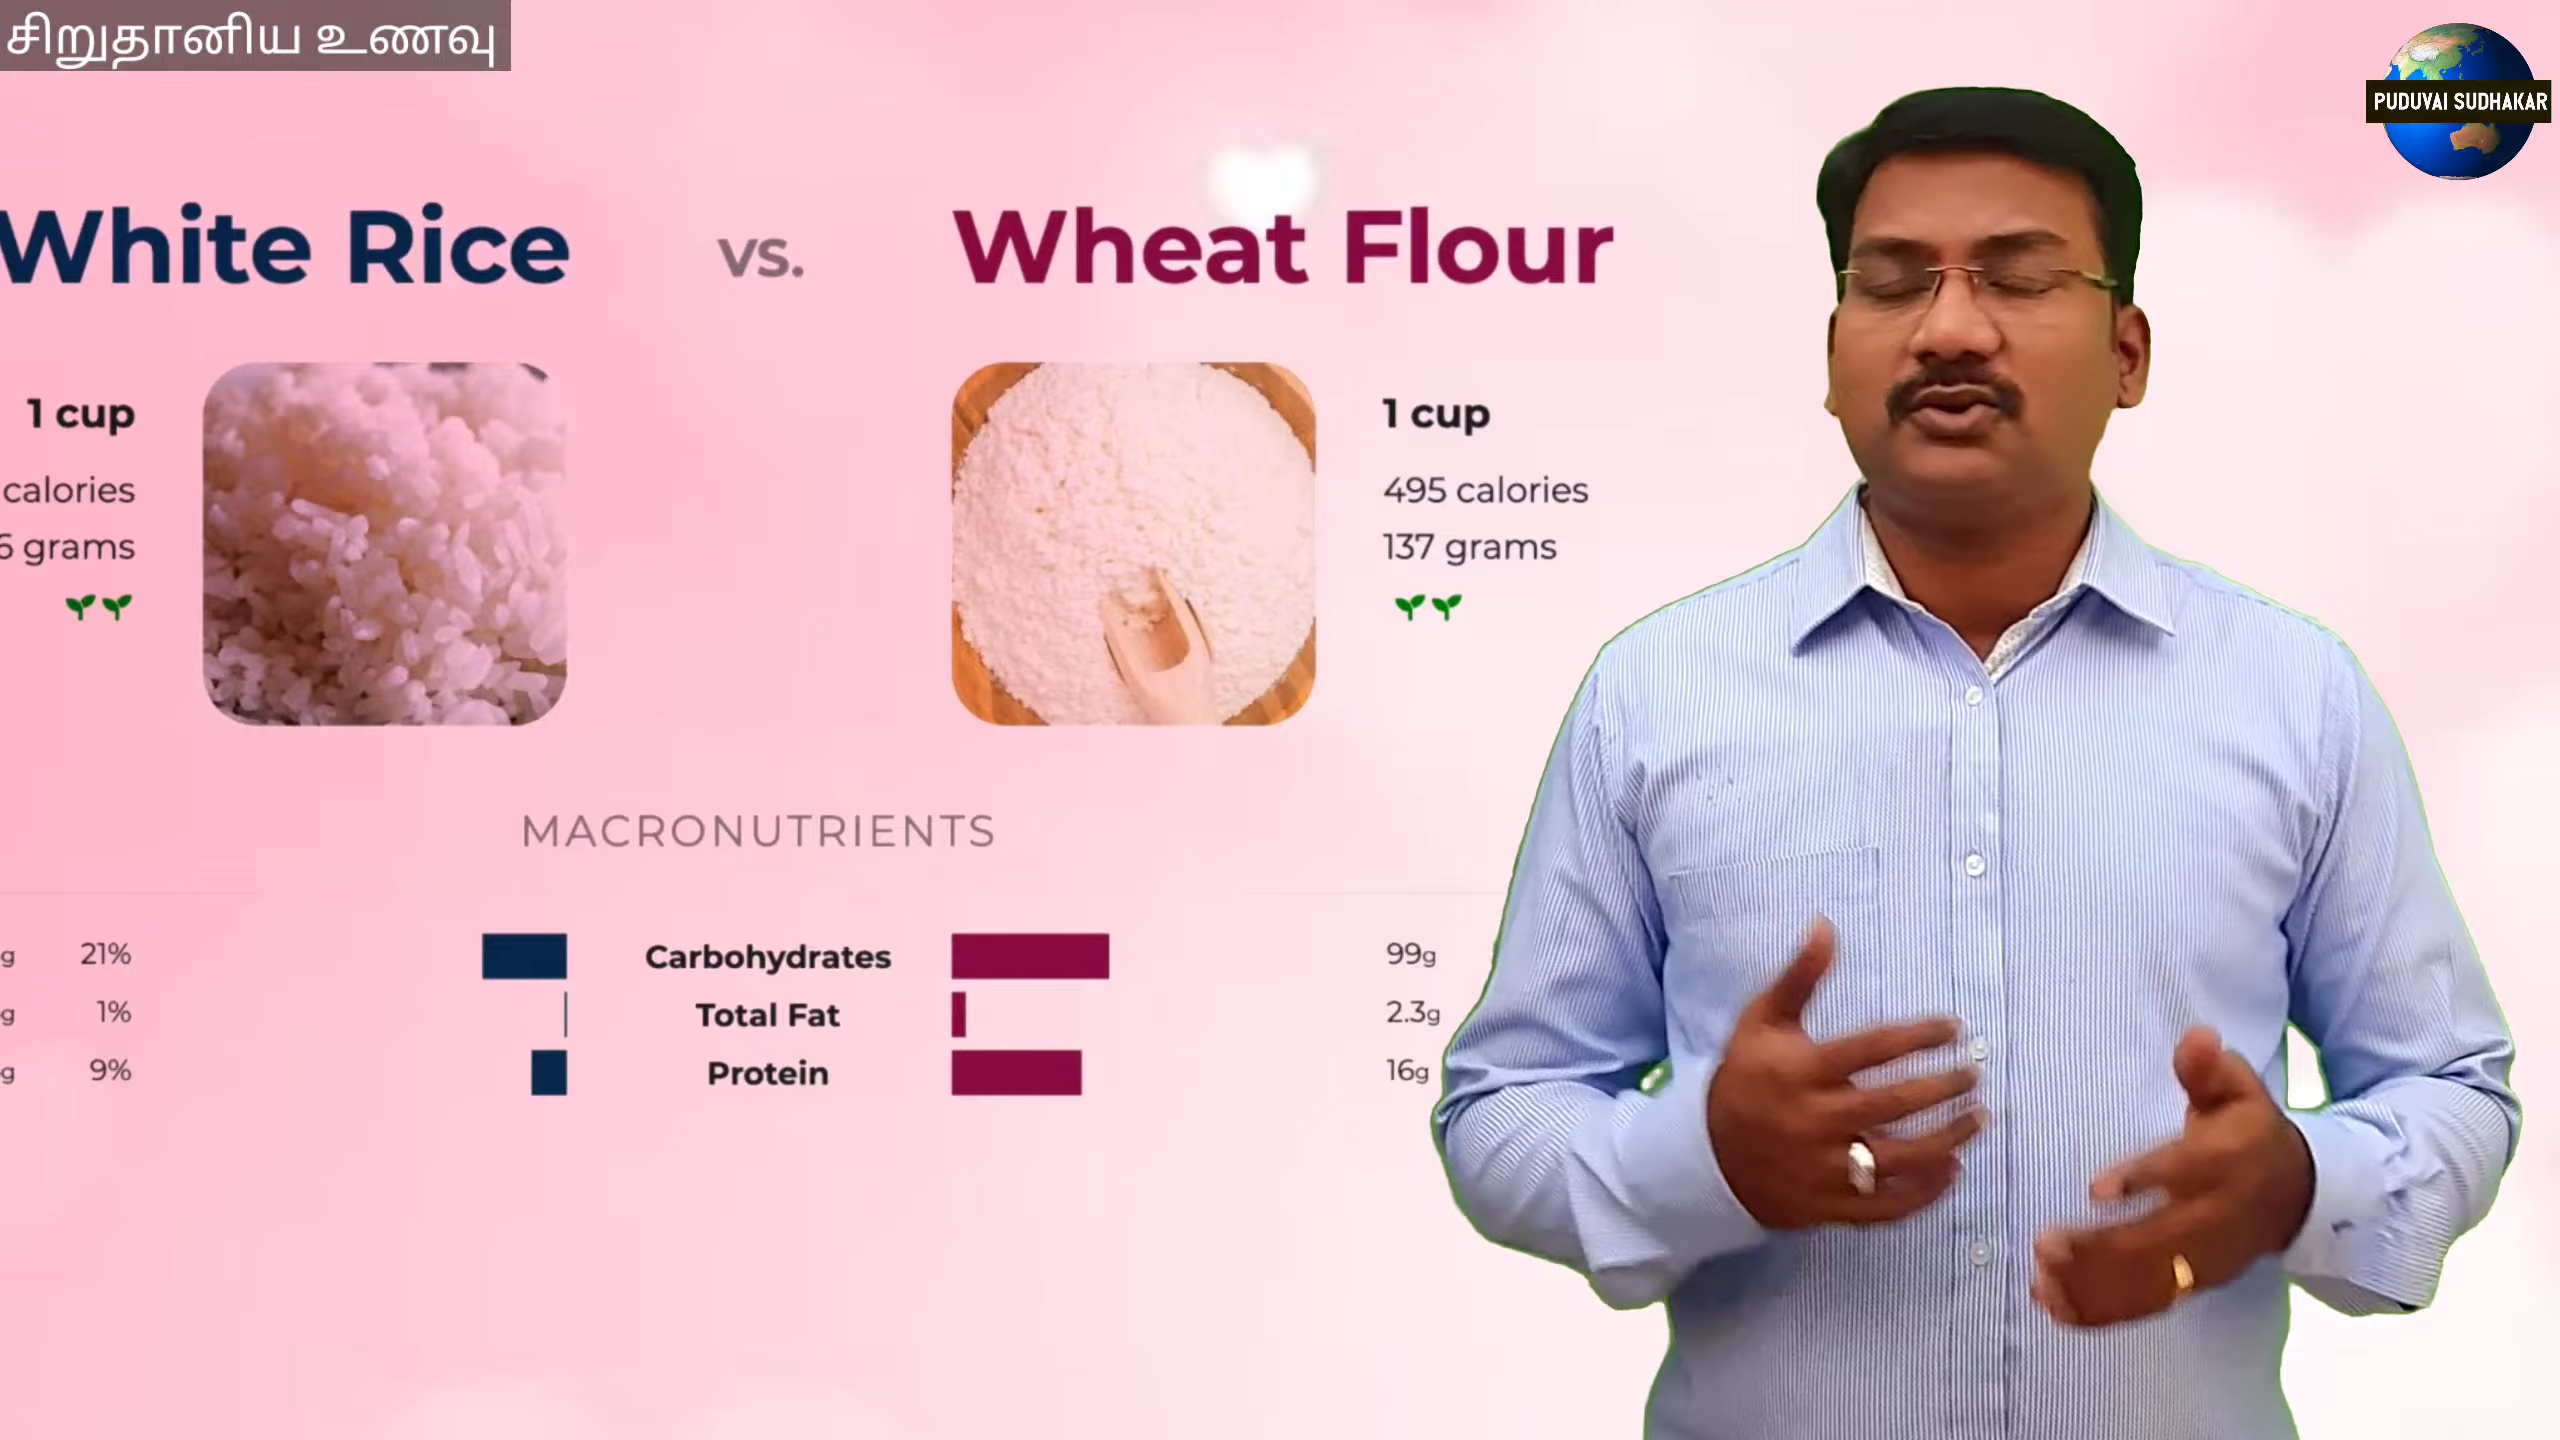 சிறுதானிய உணவு
PUDUVAI SUDHAKAR
White Rice vs. Wheat Flour
1 cup
calories
6 grams
1 cup
495 calories
137 grams
MACRONUTRIENTS
g 21% Carbohydrates 99g
g 1% Total Fat 2.3g
g 9% Protein 16g